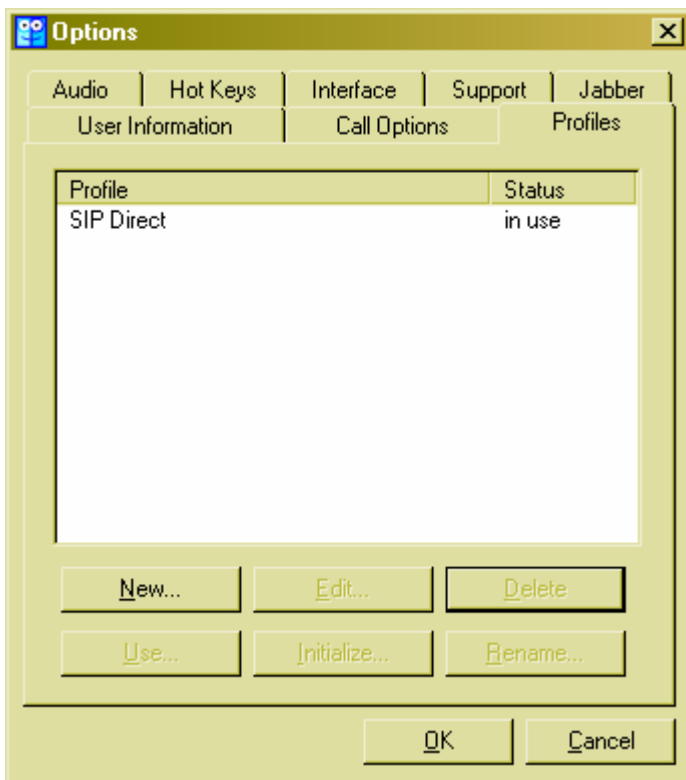 Options
Audio Hot Keys Interface Support Jabber
User Information Call Options Profiles
Profile Status
SIP Direct in use
New... Edit... Delete
Use... Initialize... Rename...
OK Cancel